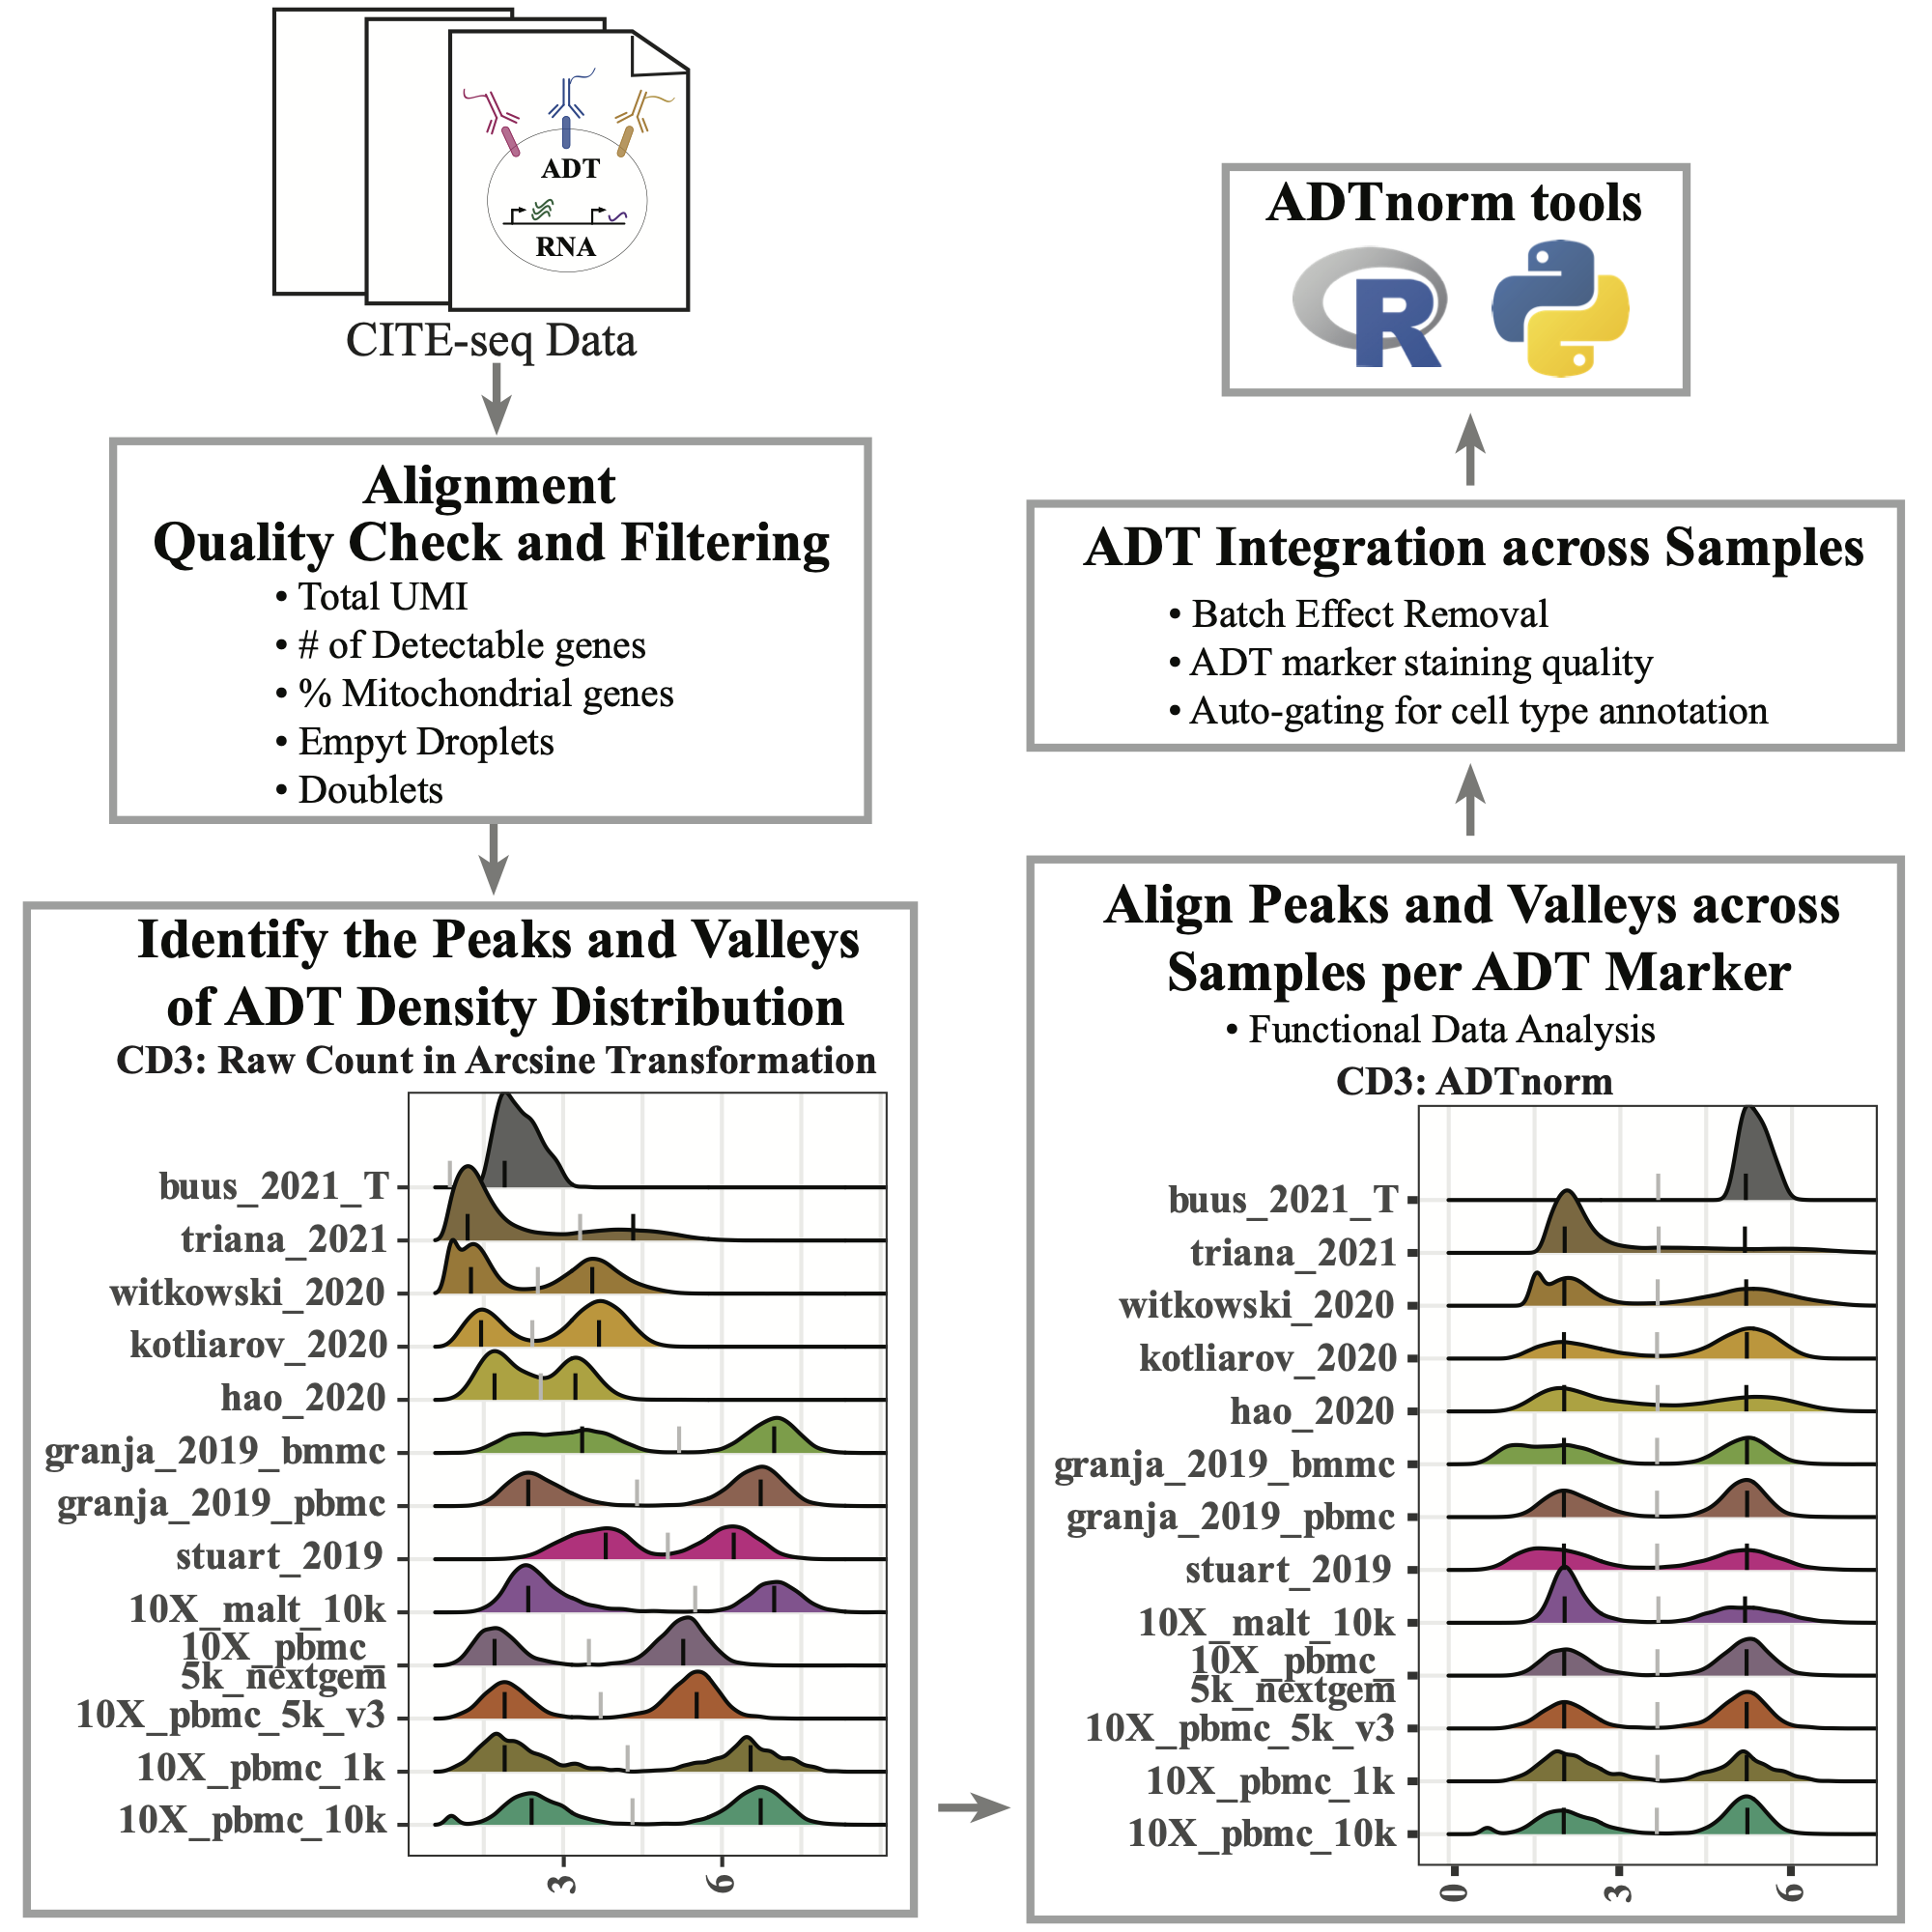 ADT
RNA
CITE-seq Data
Alignment
Quality Check and Filtering
• Total UMI
• # of Detectable genes
• % Mitochondrial genes
• Empyt Droplets
• Doublets
Identify the Peaks and Valleys
of ADT Density Distribution
CD3: Raw Count in Arcsine Transformation
buus_2021_T
triana_2021
witkowski_2020
kotliarov_2020
hao_2020
granja_2019_bmmc
granja_2019_pbmc
stuart_2019
10X_malt_10k
10X_pbmc_
5k_nextgem
10X_pbmc_5k_v3
10X_pbmc_1k
10X_pbmc_10k
3
6
ADTnorm tools
R
ADT Integration across Samples
• Batch Effect Removal
• ADT marker staining quality
• Auto-gating for cell type annotation
Align Peaks and Valleys across
Samples per ADT Marker
• Functional Data Analysis
CD3: ADTnorm
buus_2021_T
triana_2021
witkowski_2020
kotliarov_2020
hao_2020
granja_2019_bmmc
granja_2019_pbmc
stuart_2019
10X_malt_10k
10X_pbmc_
5k_nextgem
10X_pbmc_5k_v3
10X_pbmc_1k
10X_pbmc_10k
0
3
6